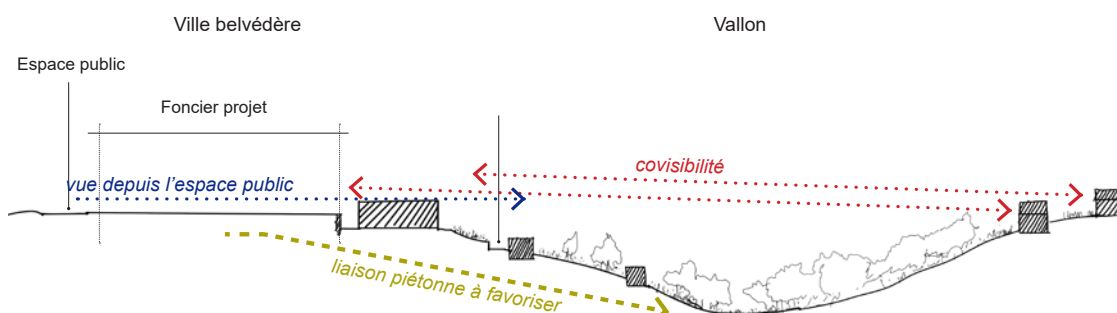 Ville belvédère
Vallon
Espace public
Foncier projet
covisibilité
vue depuis l'espace public
liaison piétonne à favoriser